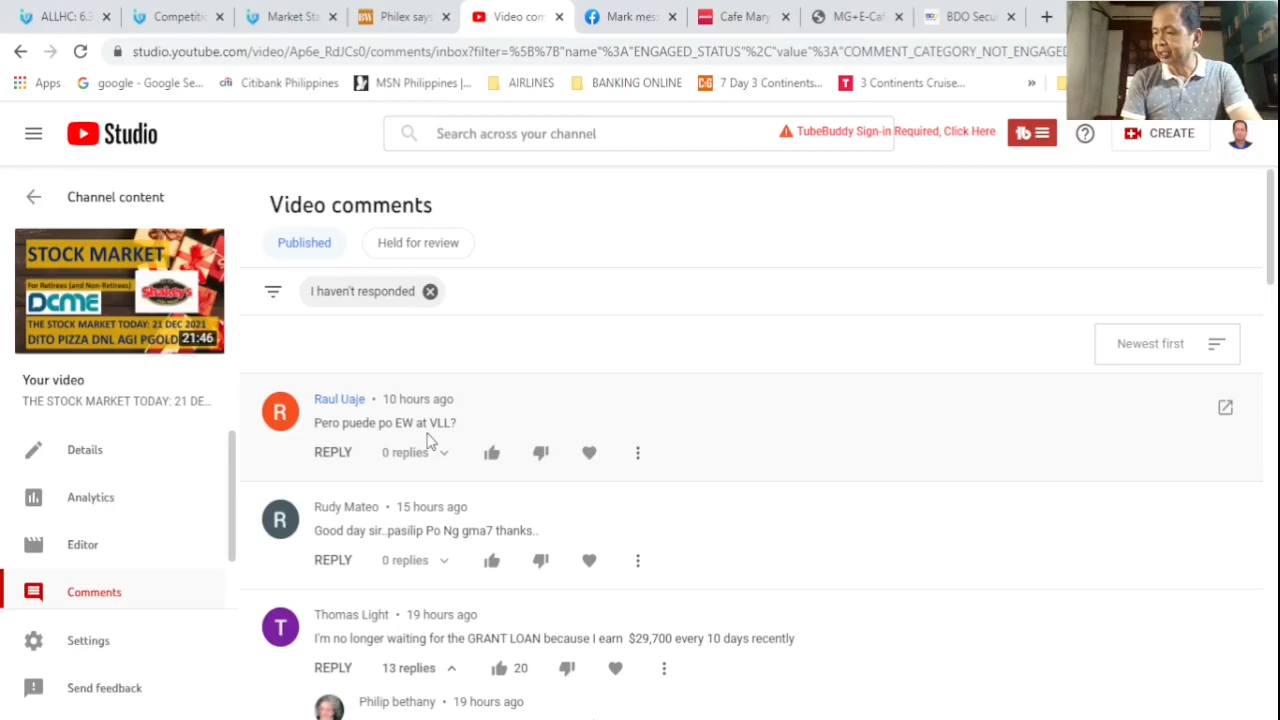 ALLHC: 6.3
Competitic
Market Sta
Philex says
Video com
Mark mes:
Cafe Mary
MG+E-Caf
BDO Secu
studio.youtube.com/video/Ap6e_RdJCs0/comments/inbox?filter=%5B%7B"name"%3A"ENGAGED_STATUS"%2C"value"%3A"COMMENT_CATEGORY_NOT_ENGAGED
Apps
google - Google Se...
Citibank Philippines
MSN Philippines |...
AIRLINES
BANKING ONLINE
7 Day 3 Continents...
3 Continents Cruise...
»
Studio
Search across your channel
TubeBuddy Sign-in Required, Click Here
CREATE
Channel content
STOCK MARKET
For Retirees (and Non-Retirees)
DCME
Shakey's
THE STOCK MARKET TODAY: 21 DEC 2021
DITO PIZZA DNL AGI PGOLD
21:46
Your video
THE STOCK MARKET TODAY: 21 DE...
Details
Analytics
Editor
Comments
Settings
Send feedback
Video comments
Published
Held for review
I haven't responded
Newest first
R
Raul Uaje • 10 hours ago
Pero puede po EW at VLL?
REPLY 0 replies
R
Rudy Mateo • 15 hours ago
Good day sir..pasilip Po Ng gma7 thanks..
REPLY 0 replies
T
Thomas Light • 19 hours ago
I'm no longer waiting for the GRANT LOAN because I earn $29,700 every 10 days recently
REPLY 13 replies 20
Philip bethany • 19 hours ago